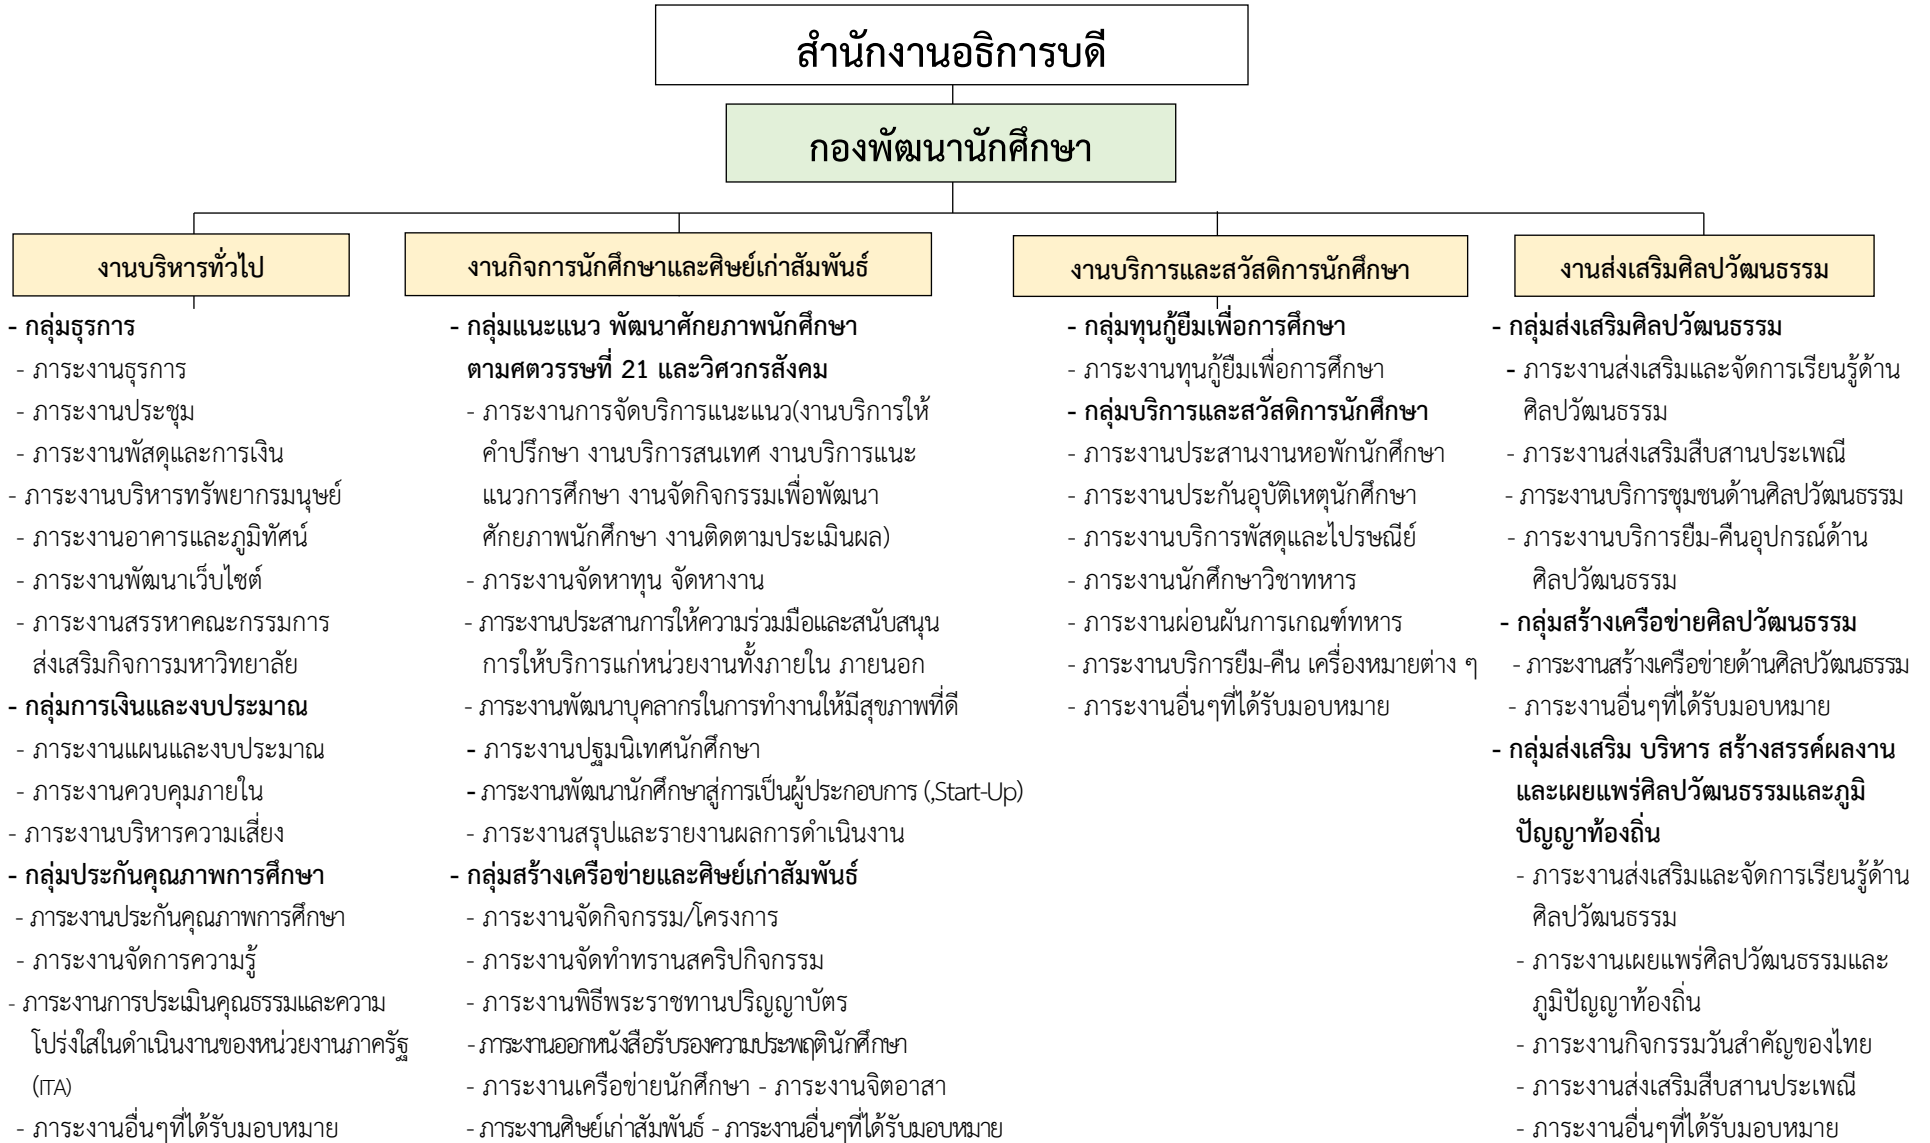 สำนักงานอธิการบดี
กองพัฒนานักศึกษา
งานบริหารทั่วไป
- กลุ่มธุรการ
- ภาระงานธุรการ
- ภาระงานประชุม
- ภาระงานพัสดุและการเงิน
- ภาระงานบริหารทรัพยากรมนุษย์
- ภาระงานอาคารและภูมิทัศน์
- ภาระงานพัฒนาเว็บไซต์
- ภาระงานสรรหาคณะกรรมการ
ส่งเสริมกิจการมหาวิทยาลัย
- กลุ่มการเงินและงบประมาณ
- ภาระงานแผนและงบประมาณ
- ภาระงานควบคุมภายใน
- ภาระงานบริหารความเสี่ยง
- กลุ่มประกันคุณภาพการศึกษา
- ภาระงานประกันคุณภาพการศึกษา
- ภาระงานจัดการความรู้
- ภาระงานการประเมินคุณธรรมและความ
โปร่งใสในดำเนินงานของหน่วยงานภาครัฐ
(ITA)
- ภาระงานอื่นๆที่ได้รับมอบหมาย
งานกิจการนักศึกษาและศิษย์เก่าสัมพันธ์
- กลุ่มแนะแนว พัฒนาศักยภาพนักศึกษา
ตามศตวรรษที่ 21 และวิศวกรสังคม
- ภาระงานการจัดบริการแนะแนว(งานบริการให้
คำปรึกษา งานบริการสนเทศ งานบริการแนะ
แนวการศึกษา งานจัดกิจกรรมเพื่อพัฒนา
ศักยภาพนักศึกษา งานติดตามประเมินผล)
- ภาระงานจัดหาทุน จัดหางาน
- ภาระงานประสานการให้ความร่วมมือและสนับสนุน
การให้บริการแก่หน่วยงานทั้งภายใน ภายนอก
- ภาระงานพัฒนาบุคลากรในการทำงานให้มีสุขภาพที่ดี
- ภาระงานปฐมนิเทศนักศึกษา
- ภาระงานพัฒนานักศึกษาสู่การเป็นผู้ประกอบการ (,Start-Up)
- ภาระงานสรุปและรายงานผลการดำเนินงาน
- กลุ่มสร้างเครือข่ายและศิษย์เก่าสัมพันธ์
- ภาระงานจัดกิจกรรม/โครงการ
- ภาระงานจัดทำทรานสคริปกิจกรรม
- ภาระงานพิธีพระราชทานปริญญาบัตร
- ภาระงานออกหนังสือรับรองความประพฤตินักศึกษา
- ภาระงานเครือข่ายนักศึกษา - ภาระงานจิตอาสา
- ภาระงานศิษย์เก่าสัมพันธ์ - ภาระงานอื่นๆที่ได้รับมอบหมาย
งานบริการและสวัสดิการนักศึกษา
- กลุ่มทุนกู้ยืมเพื่อการศึกษา
- ภาระงานทุนกู้ยืมเพื่อการศึกษา
- กลุ่มบริการและสวัสดิการนักศึกษา
- ภาระงานประสานงานหอพักนักศึกษา
- ภาระงานประกันอุบัติเหตุนักศึกษา
- ภาระงานบริการพัสดุและไปรษณีย์
- ภาระงานนักศึกษาวิชาทหาร
- ภาระงานผ่อนผันการเกณฑ์ทหาร
- ภาระงานบริการยืม-คืน เครื่องหมายต่าง ๆ
- ภาระงานอื่นๆที่ได้รับมอบหมาย
งานส่งเสริมศิลปวัฒนธรรม
- กลุ่มส่งเสริมศิลปวัฒนธรรม
- ภาระงานส่งเสริมและจัดการเรียนรู้ด้าน
ศิลปวัฒนธรรม
- ภาระงานส่งเสริมสืบสานประเพณี
- ภาระงานบริการชุมชนด้านศิลปวัฒนธรรม
- ภาระงานบริการยืม-คืนอุปกรณ์ด้าน
ศิลปวัฒนธรรม
- กลุ่มสร้างเครือข่ายศิลปวัฒนธรรม
- ภาระงานสร้างเครือข่ายด้านศิลปวัฒนธรรม
- ภาระงานอื่นๆที่ได้รับมอบหมาย
- กลุ่มส่งเสริม บริหาร สร้างสรรค์ผลงาน
และเผยแพร่ศิลปวัฒนธรรมและภูมิ
ปัญญาท้องถิ่น
- ภาระงานส่งเสริมและจัดการเรียนรู้ด้าน
ศิลปวัฒนธรรม
- ภาระงานเผยแพร่ศิลปวัฒนธรรมและ
ภูมิปัญญาท้องถิ่น
- ภาระงานกิจกรรมวันสำคัญของไทย
- ภาระงานส่งเสริมสืบสานประเพณี
- ภาระงานอื่นๆที่ได้รับมอบหมาย